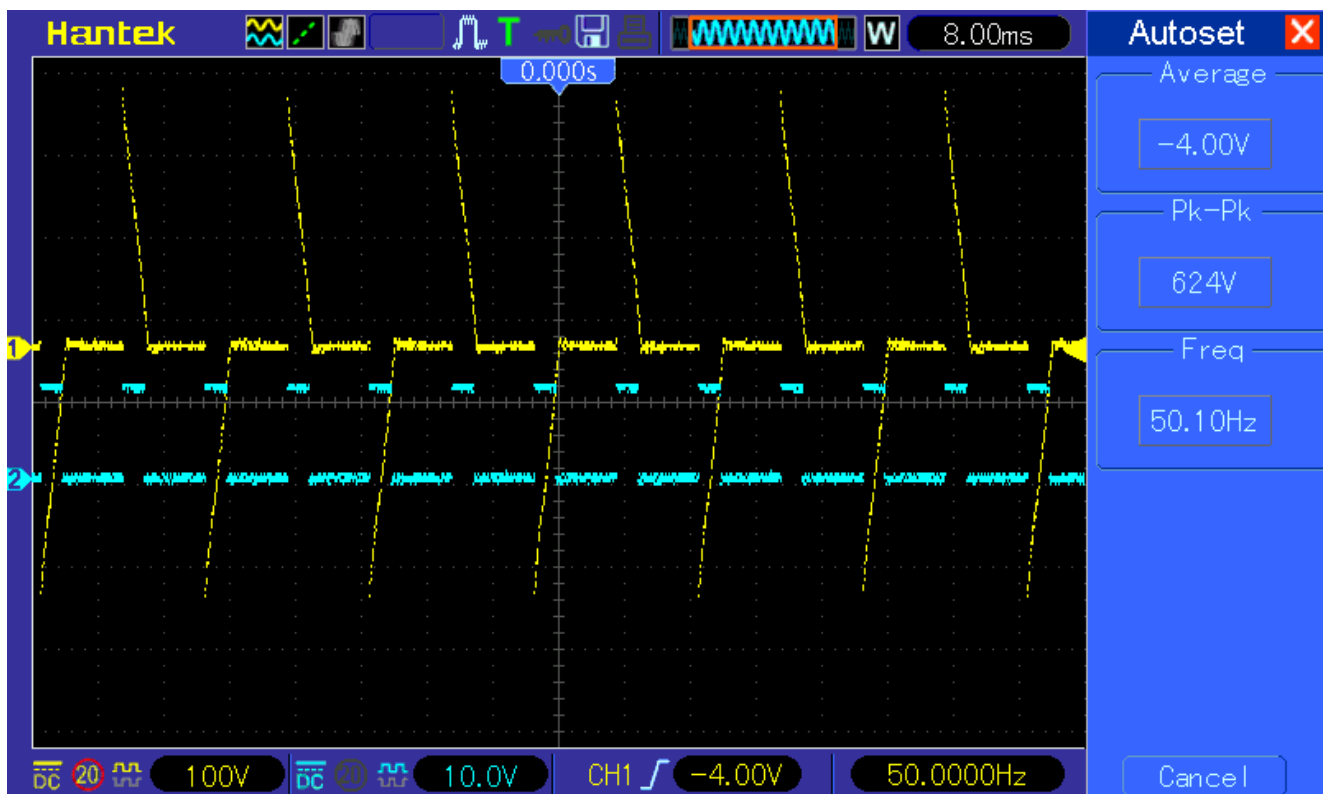 Hantek T W 8.00ms Autoset
0.000s
Average
-4.00V
Pk-Pk
624V
Freq
50.10Hz
1
2
DC 20 100V DC 20 10.0V CH1 -4.00V 50.0000Hz Cancel